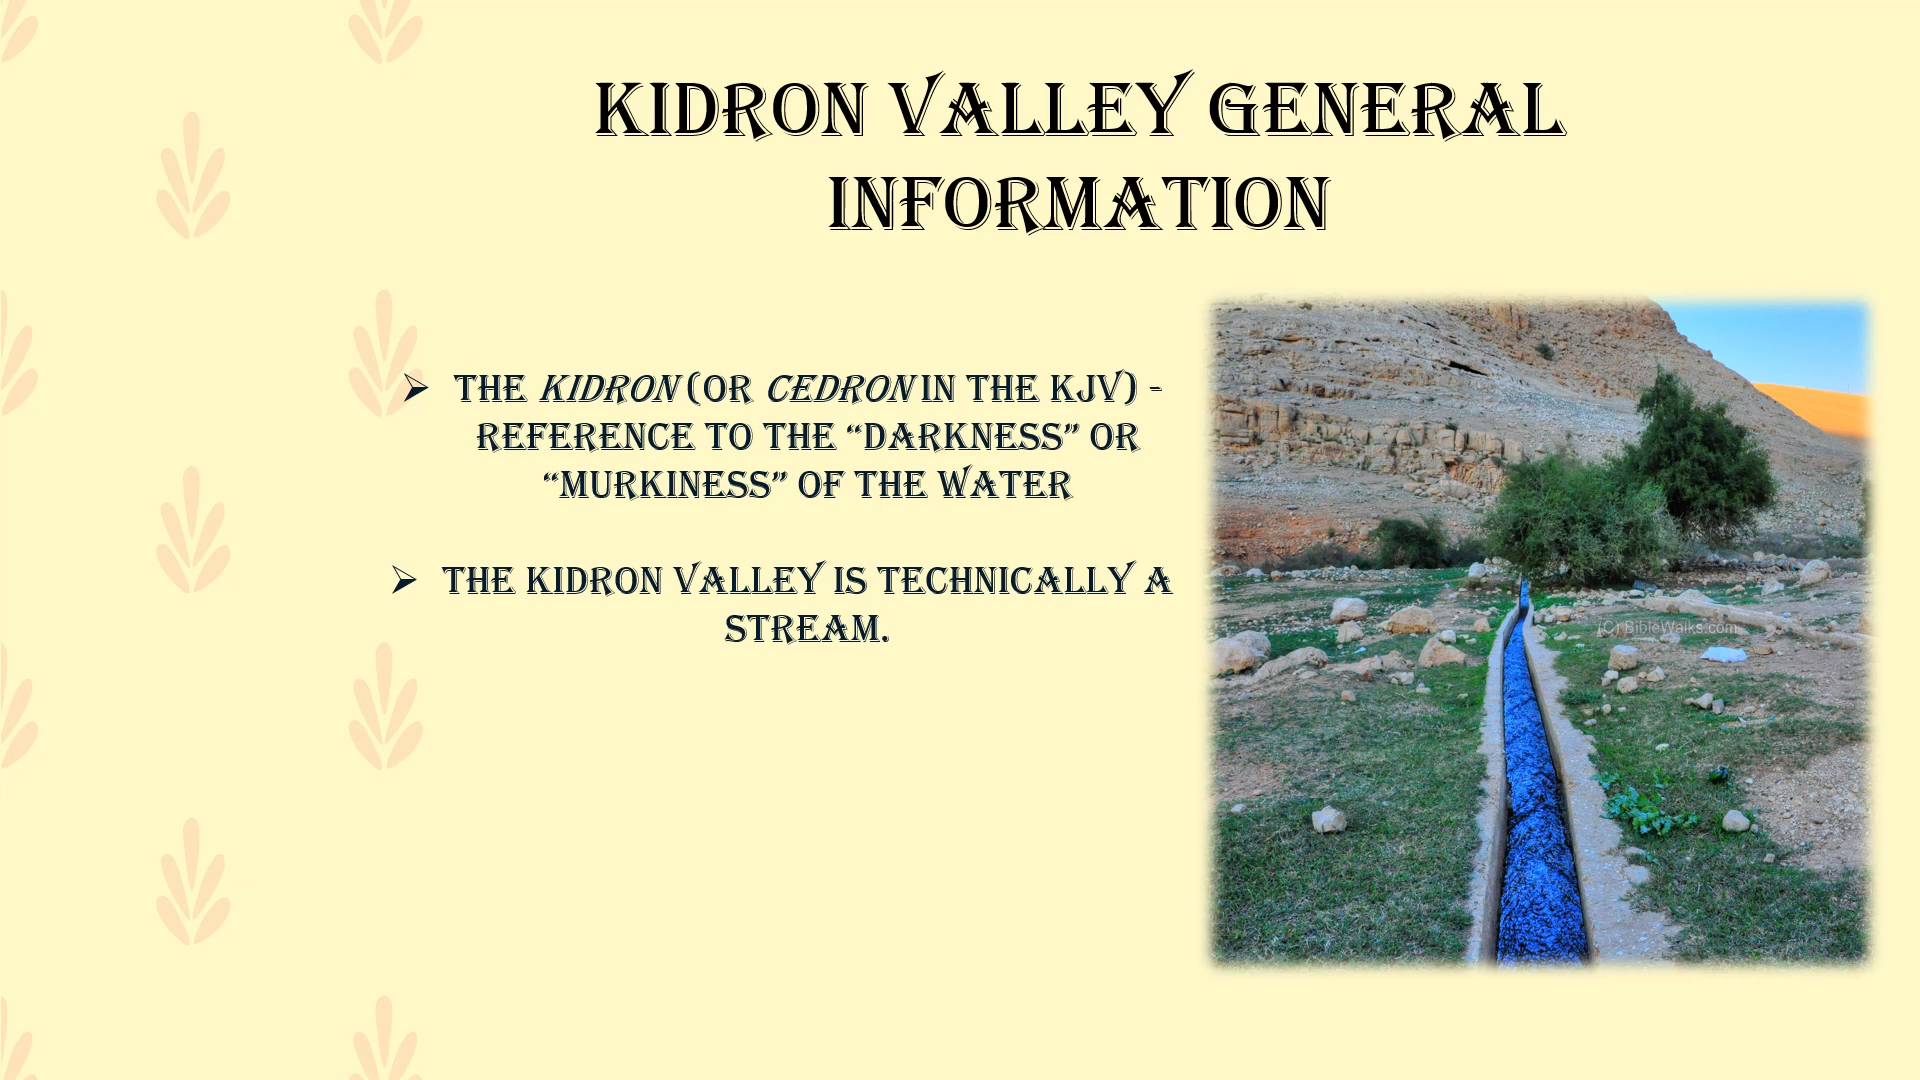 KIDRON VALLEY GENERAL
INFORMATION
➢ THE KIDRON (OR CEDRON IN THE KJV) -
REFERENCE TO THE “DARKNESS” OR
“MURKINESS” OF THE WATER
➢ THE KIDRON VALLEY IS TECHNICALLY A
STREAM.
(C) BibleWalks.com